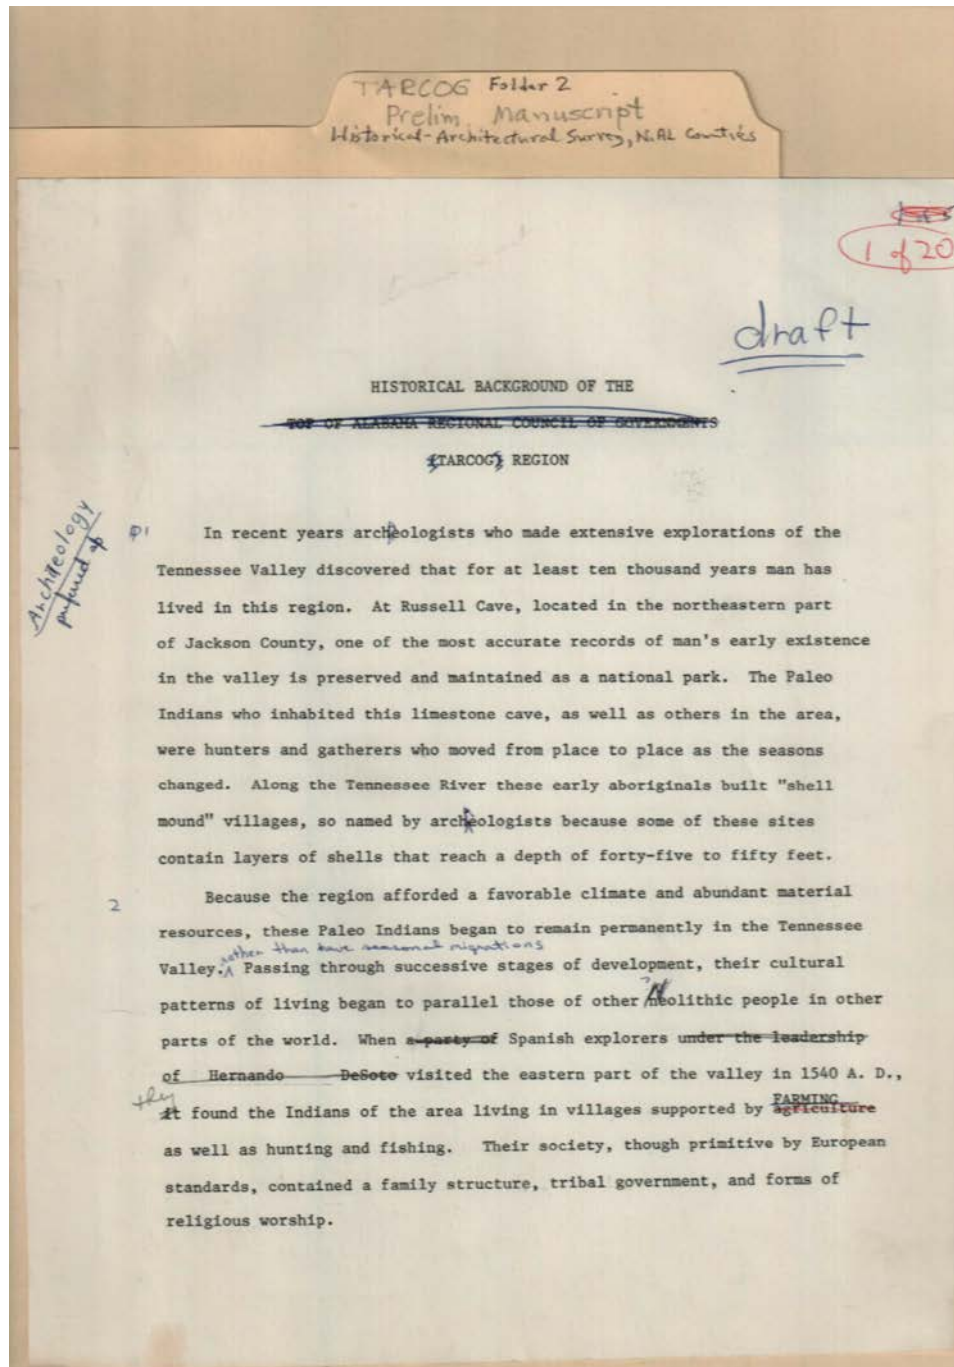 TARCOG Folder 2
Prelim Manuscript
Historical-Architectural Survey, N.AL Counties
1 of 20
draft
HISTORICAL BACKGROUND OF THE
TOP OF ALABAMA REGIONAL COUNCIL OF GOVERNMENTS
(TARCOG) REGION
Archeology
preferred sp
¶1
In recent years archeologists who made extensive explorations of the
Tennessee Valley discovered that for at least ten thousand years man has
lived in this region. At Russell Cave, located in the northeastern part
of Jackson County, one of the most accurate records of man's early existence
in the valley is preserved and maintained as a national park. The Paleo
Indians who inhabited this limestone cave, as well as others in the area,
were hunters and gatherers who moved from place to place as the seasons
changed. Along the Tennessee River these early aboriginals built "shell
mound" villages, so named by archeologists because some of these sites
contain layers of shells that reach a depth of forty-five to fifty feet.
2
Because the region afforded a favorable climate and abundant material
resources, these Paleo Indians began to remain permanently in the Tennessee
rather than have seasonal migrations
Valley. Passing through successive stages of development, their cultural
patterns of living began to parallel those of other Neolithic people in other
parts of the world. When a party of Spanish explorers under the leadership
of Hernando DeSoto visited the eastern part of the valley in 1540 A. D.,
they FARMING
it found the Indians of the area living in villages supported by agriculture
as well as hunting and fishing. Their society, though primitive by European
standards, contained a family structure, tribal government, and forms of
religious worship.